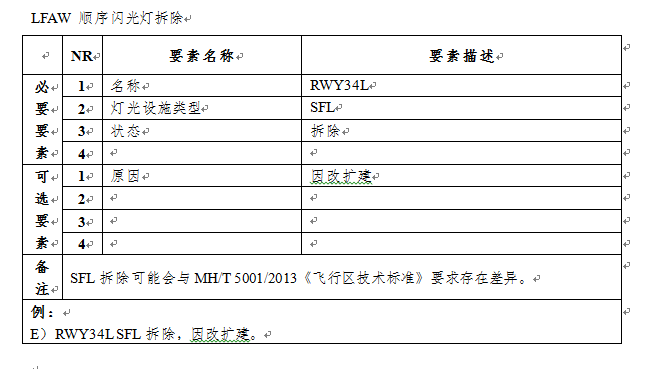 LFAW 顺序闪光灯拆除
NR 要素名称 要素描述
必要要素
1 名称 RWY34L
2 灯光设施类型 SFL
3 状态 拆除
4
可选要素
1 原因 因改扩建
2
3
4
备注 SFL 拆除可能会与 MH/T 5001/2013《飞行区技术标准》要求存在差异。
例：
E）RWY34L SFL 拆除，因改扩建。